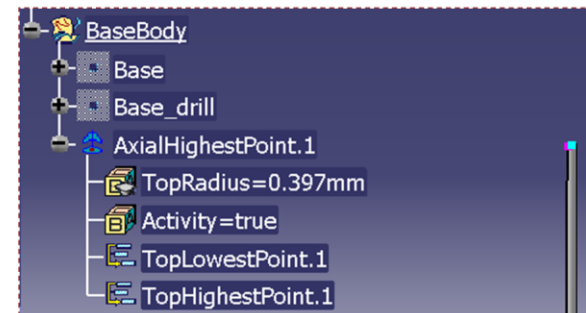 BaseBody
Base
Base_drill
AxialHighestPoint.1
TopRadius=0.397mm
Activity=true
TopLowestPoint.1
TopHighestPoint.1